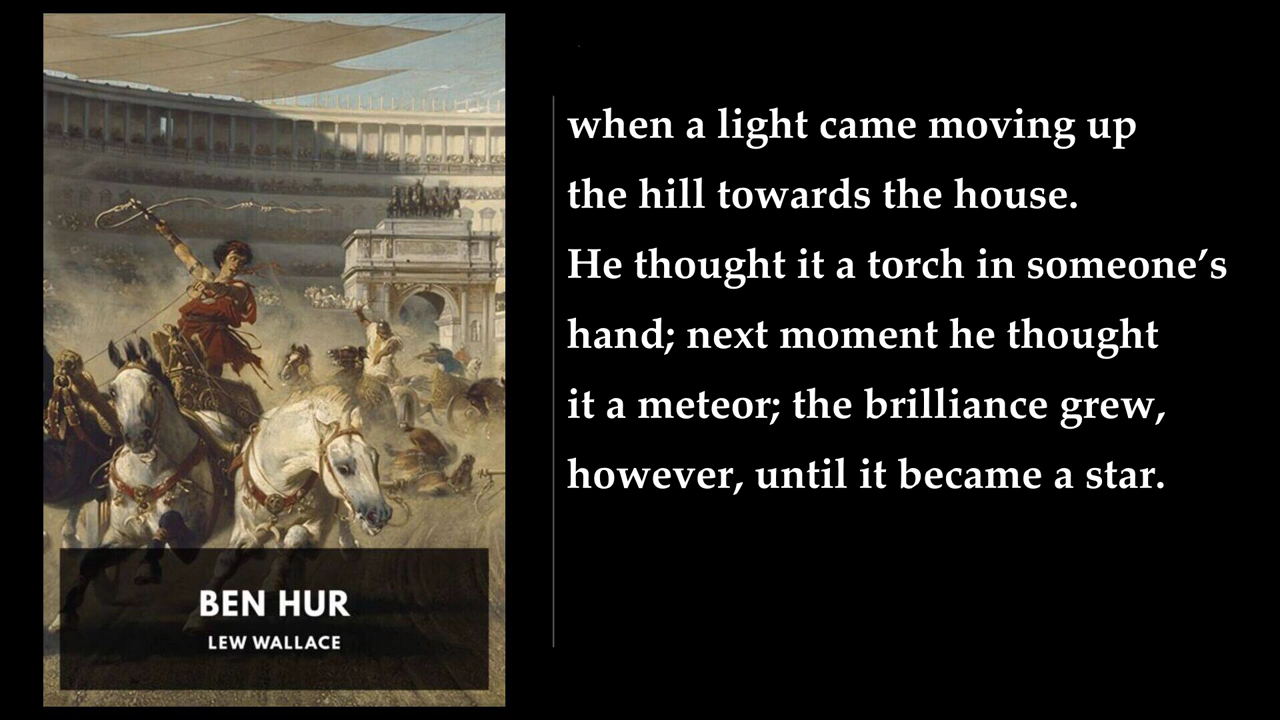 BEN HUR
LEW WALLACE
when a light came moving up
the hill towards the house.
He thought it a torch in someone’s
hand; next moment he thought
it a meteor; the brilliance grew,
however, until it became a star.